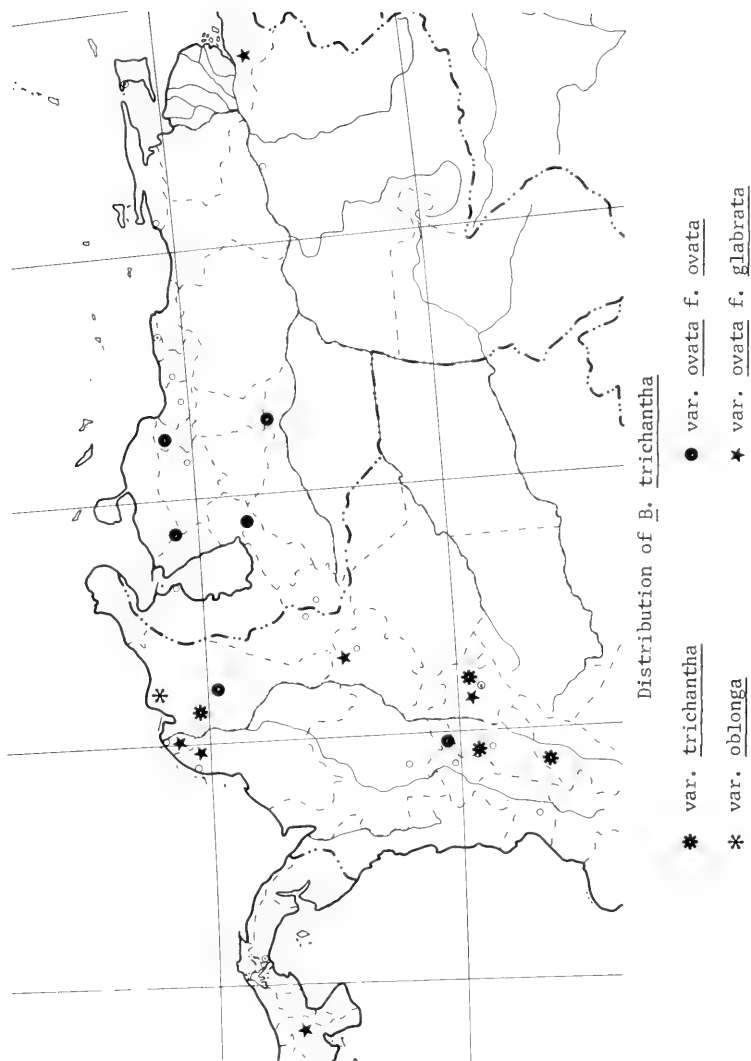 Distribution of B. trichantha
var. trichantha
var. oblonga
var. ovata f. ovata
var. ovata f. glabrata